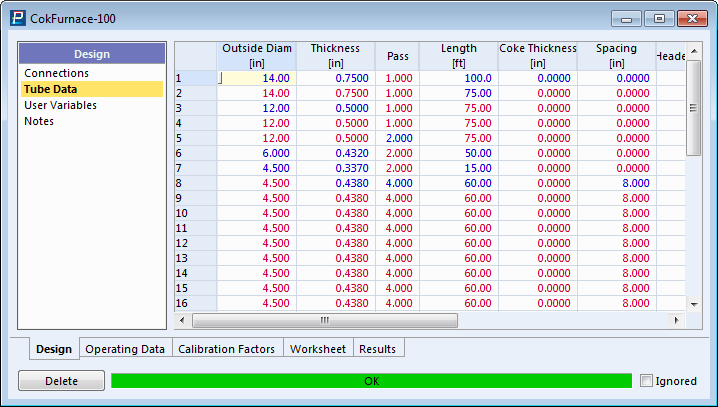 CokFurnace-100
Design
Connections
Tube Data
User Variables
Notes
Outside Diam Thickness Pass Length Coke Thickness Spacing Heade
[in] [in] [ft] [in] [in]
1 14.00 0.7500 1.000 100.0 0.0000 0.0000
2 14.00 0.7500 1.000 75.00 0.0000 0.0000
3 12.00 0.5000 1.000 75.00 0.0000 0.0000
4 12.00 0.5000 1.000 75.00 0.0000 0.0000
5 12.00 0.5000 2.000 75.00 0.0000 0.0000
6 6.000 0.4320 2.000 50.00 0.0000 0.0000
7 4.500 0.3370 2.000 15.00 0.0000 0.0000
8 4.500 0.4380 4.000 60.00 0.0000 8.000
9 4.500 0.4380 4.000 60.00 0.0000 8.000
10 4.500 0.4380 4.000 60.00 0.0000 8.000
11 4.500 0.4380 4.000 60.00 0.0000 8.000
12 4.500 0.4380 4.000 60.00 0.0000 8.000
13 4.500 0.4380 4.000 60.00 0.0000 8.000
14 4.500 0.4380 4.000 60.00 0.0000 8.000
15 4.500 0.4380 4.000 60.00 0.0000 8.000
16 4.500 0.4380 4.000 60.00 0.0000 8.000
Design Operating Data Calibration Factors Worksheet Results
Delete OK Ignored